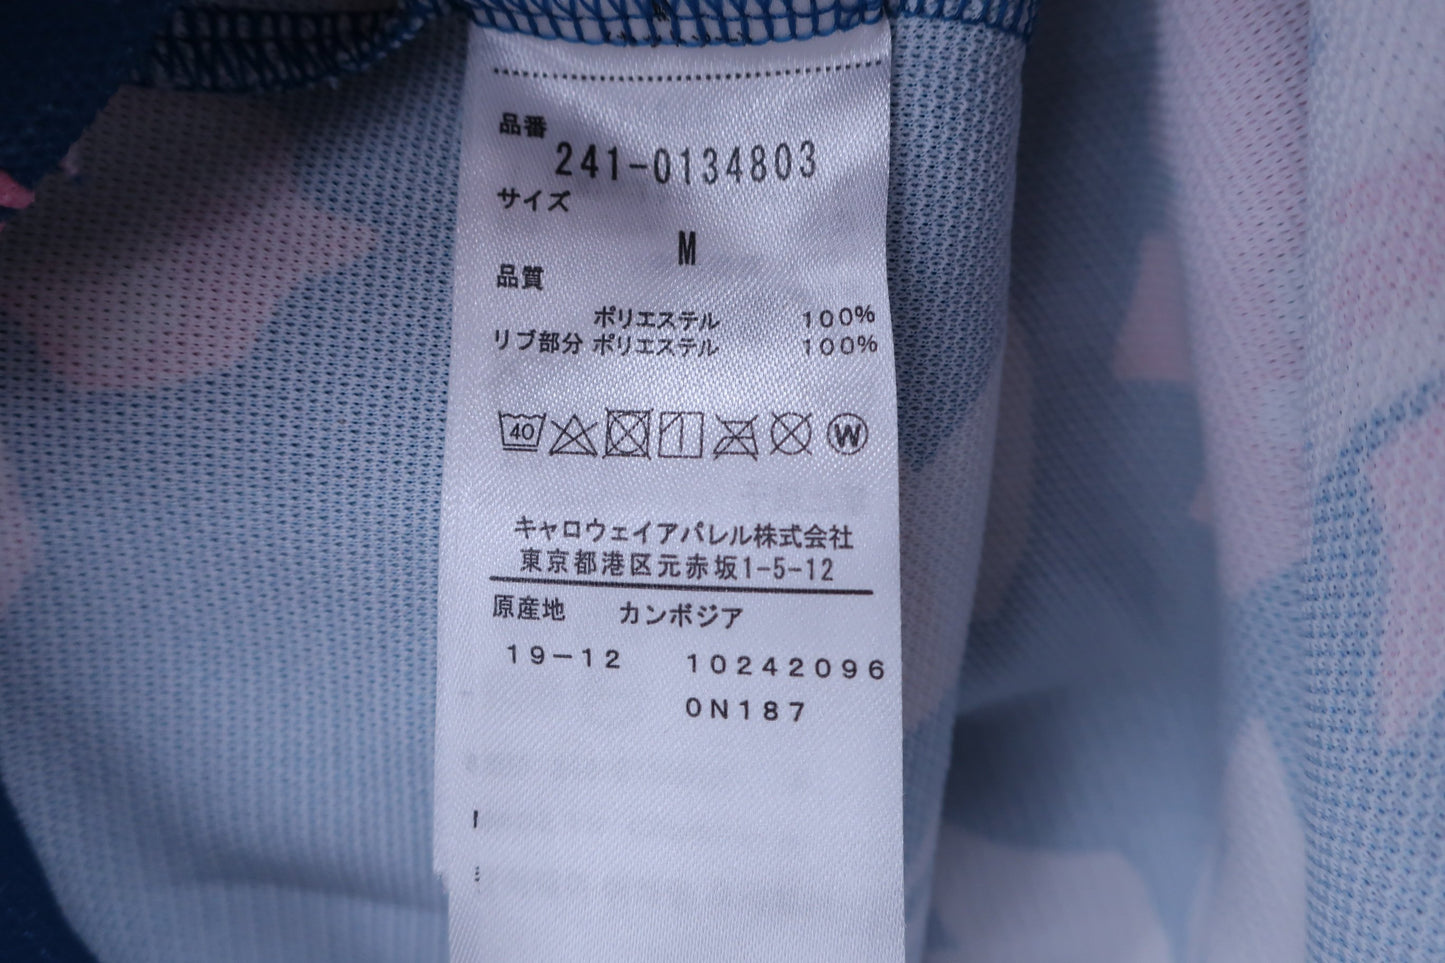 品番
241-0134803
サイズ
M
品質
ポリエステル 100%
リブ部分 ポリエステル 100%
40 W
キャロウェイアパレル株式会社
東京都港区元赤坂1-5-12
原産地 カンボジア
19-12 10242096
0N187